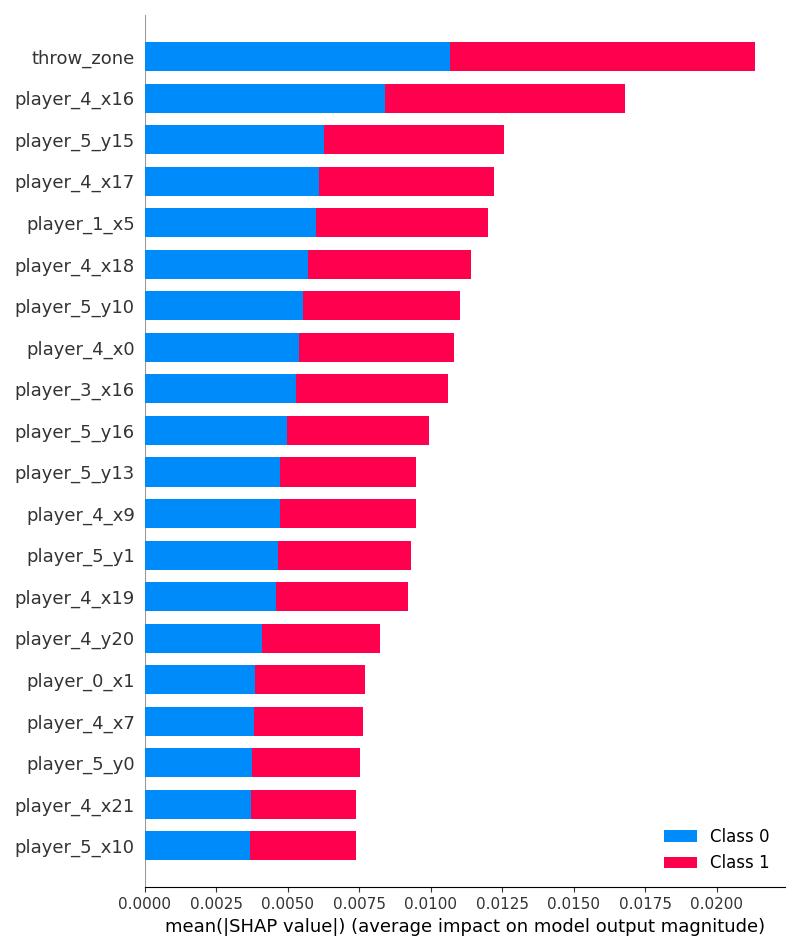 throw_zone
player_4_x16
player_5_y15
player_4_x17
player_1_x5
player_4_x18
player_5_y10
player_4_x0
player_3_x16
player_5_y16
player_5_y13
player_4_x9
player_5_y1
player_4_x19
player_4_y20
player_0_x1
player_4_x7
player_5_y0
player_4_x21
player_5_x10
Class 0
Class 1
0.0000 0.0025 0.0050 0.0075 0.0100 0.0125 0.0150 0.0175 0.0200
mean(|SHAP value|) (average impact on model output magnitude)